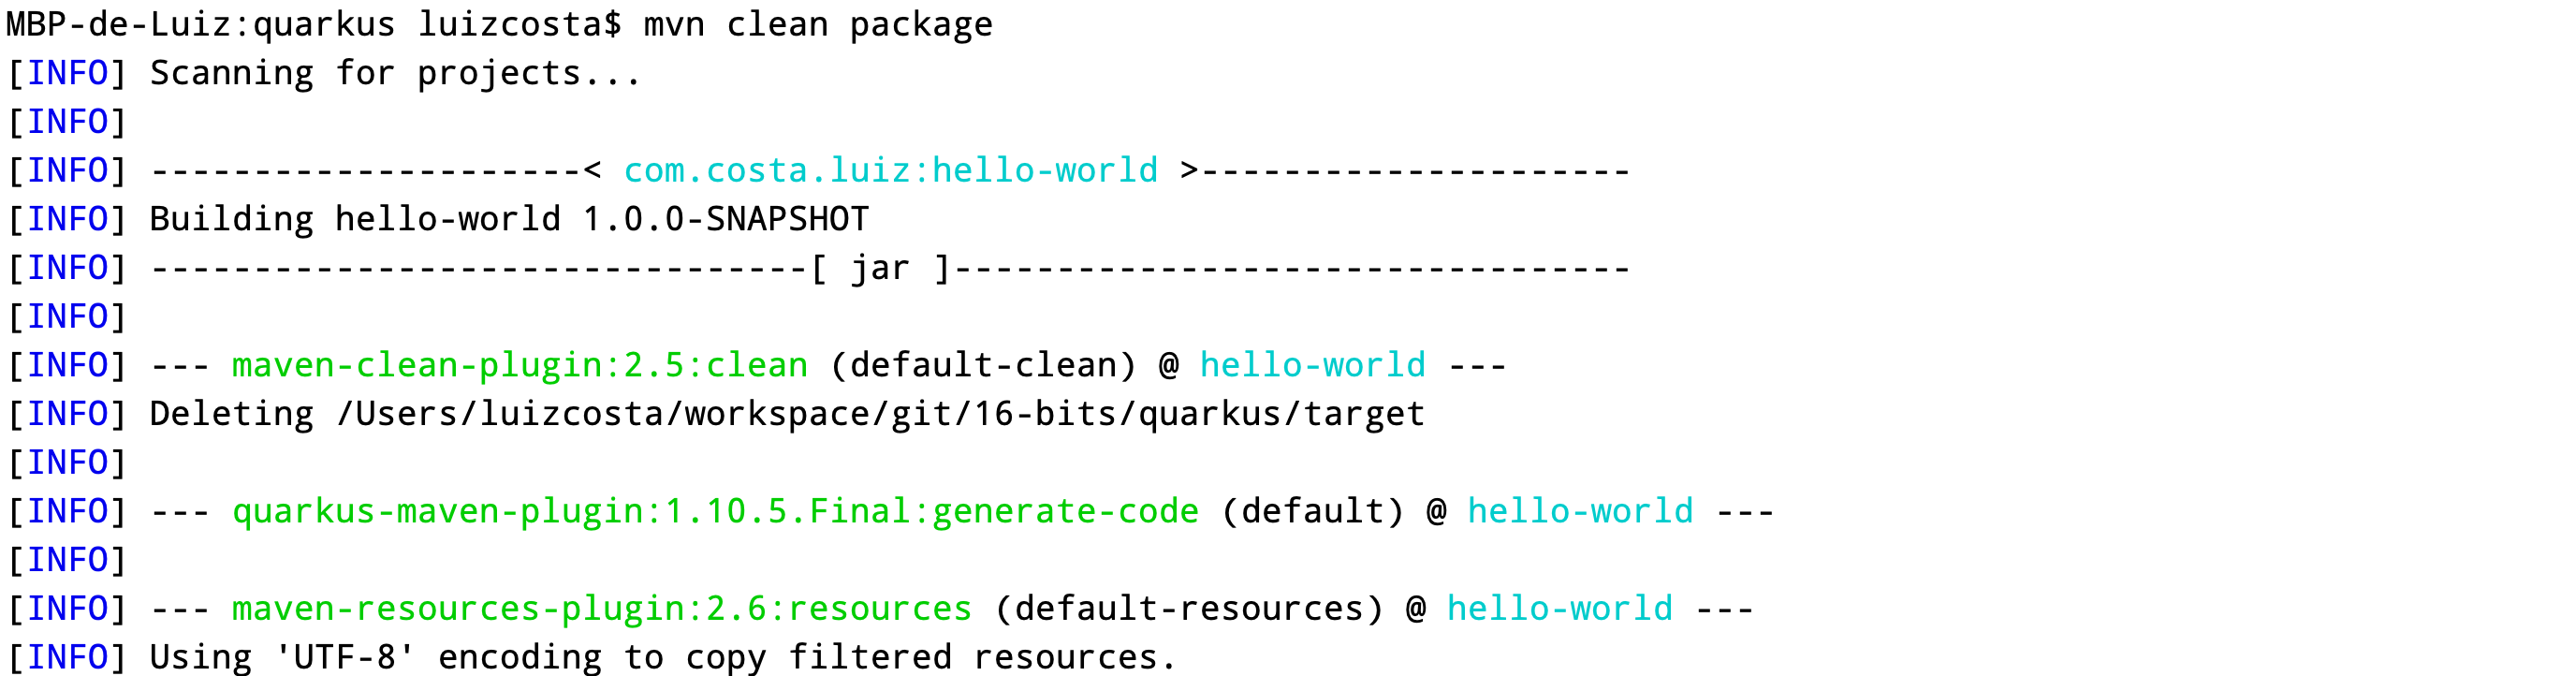 MBP-de-Luiz:quarkus luizcosta$ mvn clean package
[INFO] Scanning for projects...
[INFO]
[INFO] ---------------------< com.costa.luiz:hello-world >---------------------
[INFO] Building hello-world 1.0.0-SNAPSHOT
[INFO] --------------------------------[ jar ]---------------------------------
[INFO]
[INFO] --- maven-clean-plugin:2.5:clean (default-clean) @ hello-world ---
[INFO] Deleting /Users/luizcosta/workspace/git/16-bits/quarkus/target
[INFO]
[INFO] --- quarkus-maven-plugin:1.10.5.Final:generate-code (default) @ hello-world ---
[INFO]
[INFO] --- maven-resources-plugin:2.6:resources (default-resources) @ hello-world ---
[INFO] Using 'UTF-8' encoding to copy filtered resources.